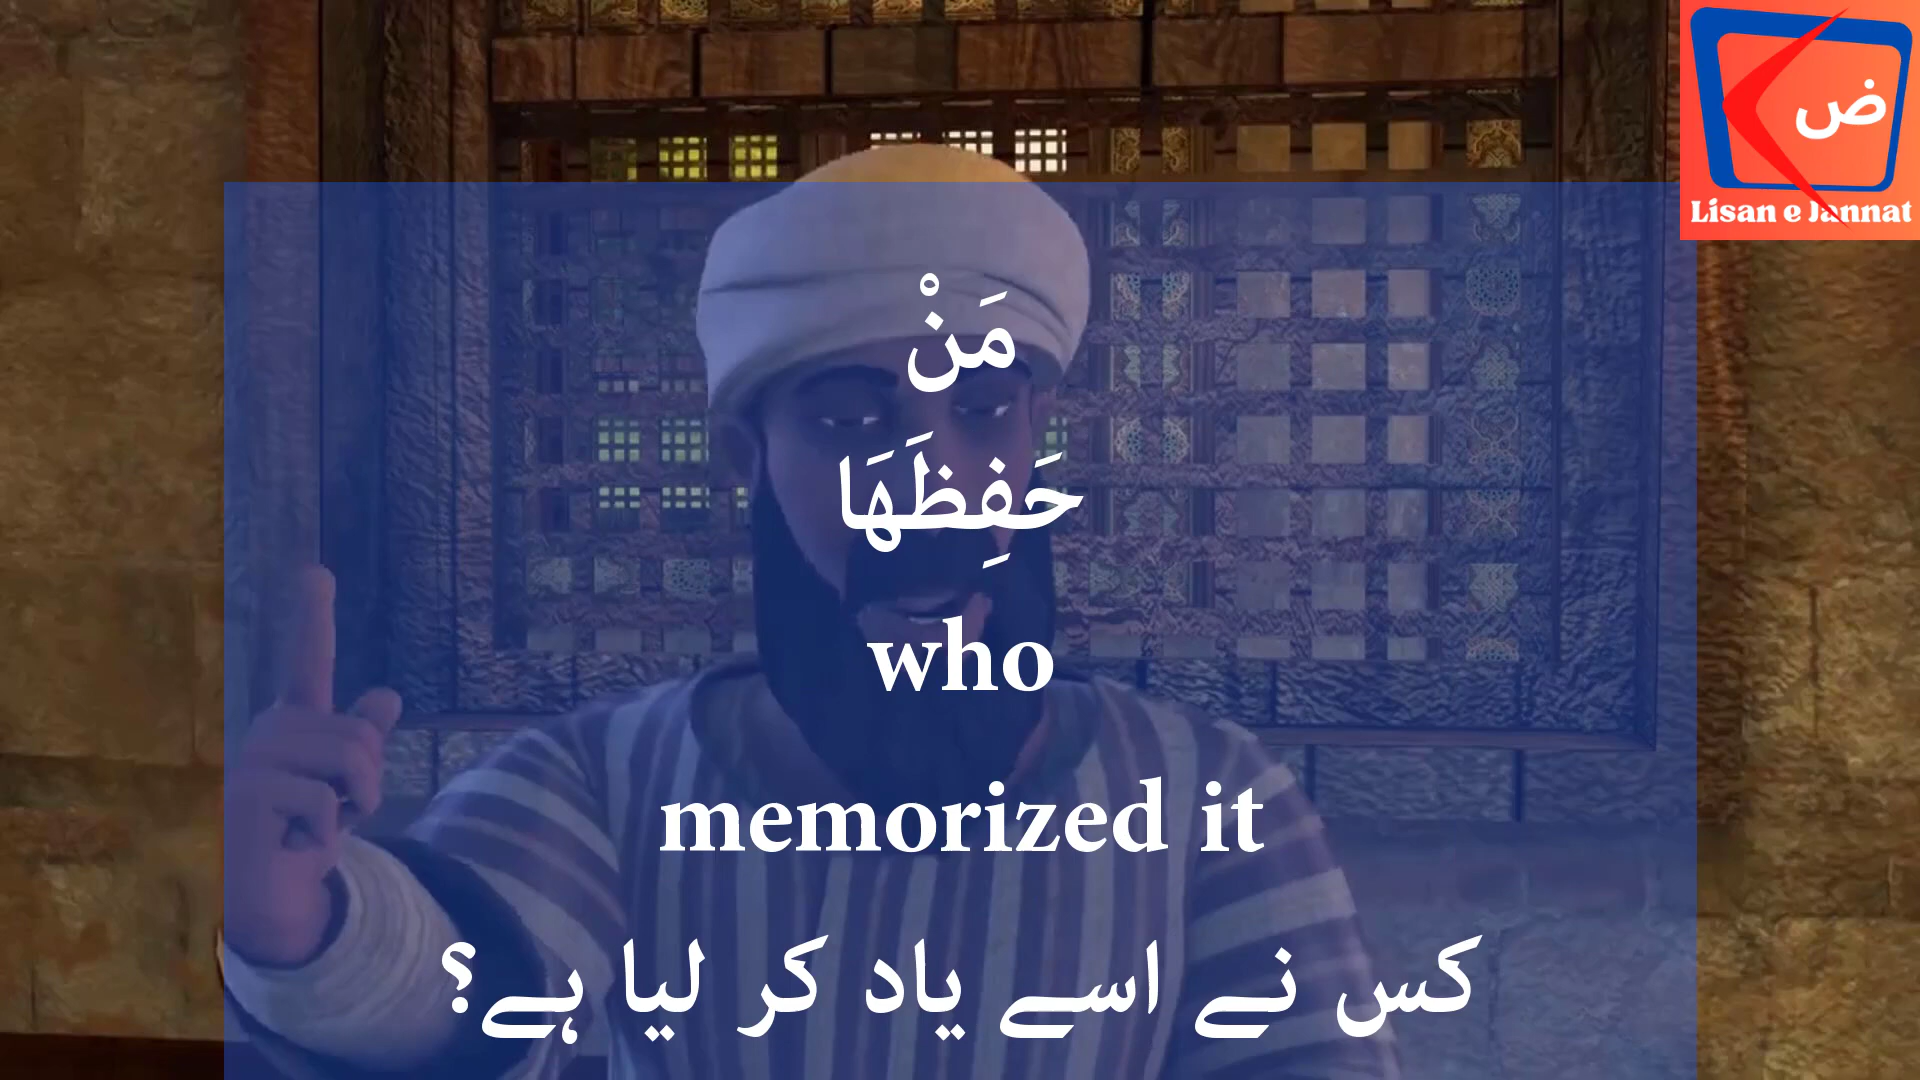 ض
Lisan e Jannat
مَنْ
حَفِظَهَا
who
memorized it
کس نے اسے یاد کر لیا ہے؟